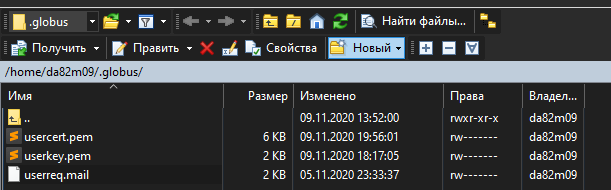 .globus Найти файлы...
Получить Править Свойства Новый
/home/da82m09/.globus/
Имя Размер Изменено Права Владел...
.. 09.11.2020 13:52:00 rwxr-xr-x da82m09
usercert.pem 6 KB 09.11.2020 19:56:01 rw------- da82m09
userkey.pem 2 KB 09.11.2020 18:17:05 rw------- da82m09
userreq.mail 2 KB 05.11.2020 23:33:37 rw------- da82m09